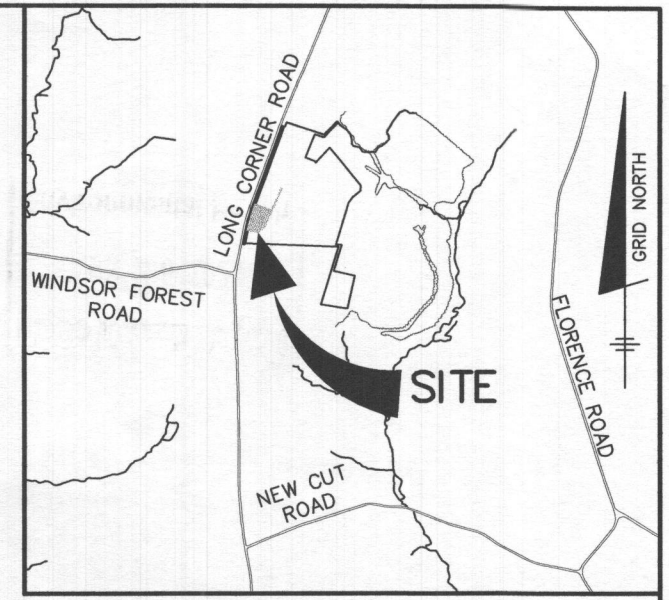 LONG CORNER ROAD
GRID NORTH
WINDSOR FOREST
ROAD
FLORENCE ROAD
SITE
NEW CUT
ROAD